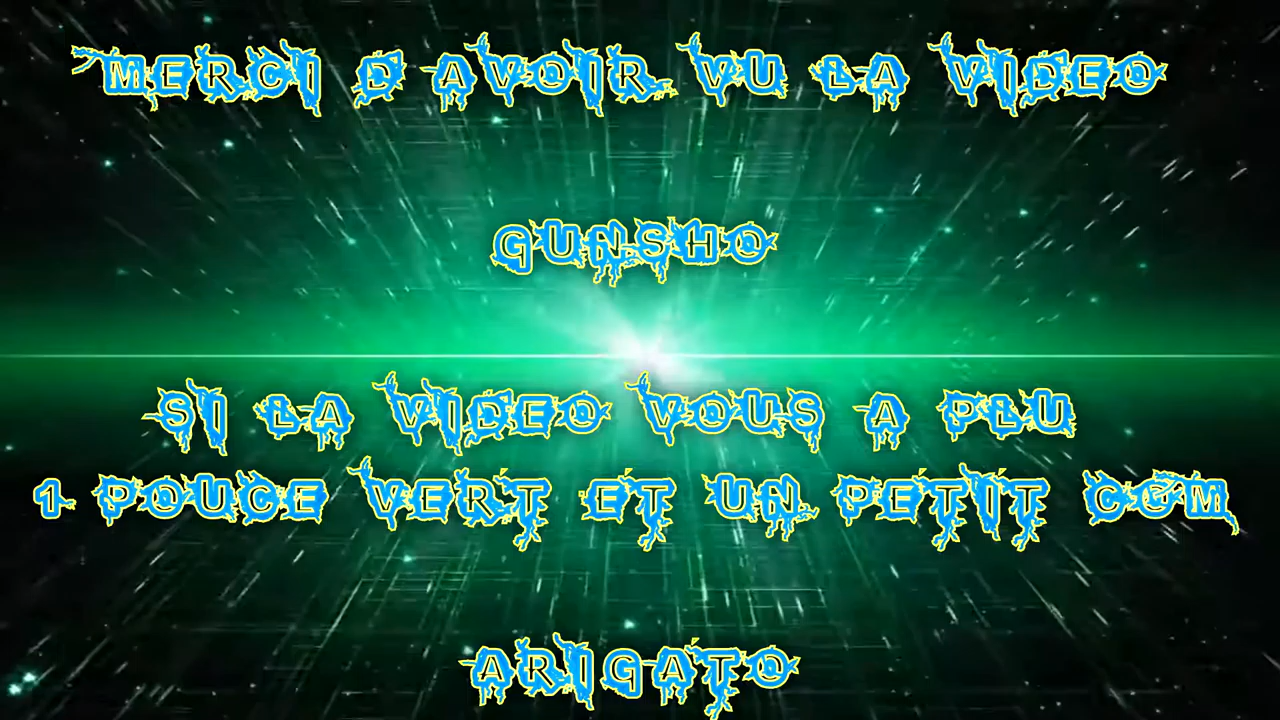 MERCI D AVOIR VU LA VIDEO
GUNSHO
SI LA VIDEO VOUS A PLU
1 POUCE VERT ET UN PETIT COM
ARIGATO